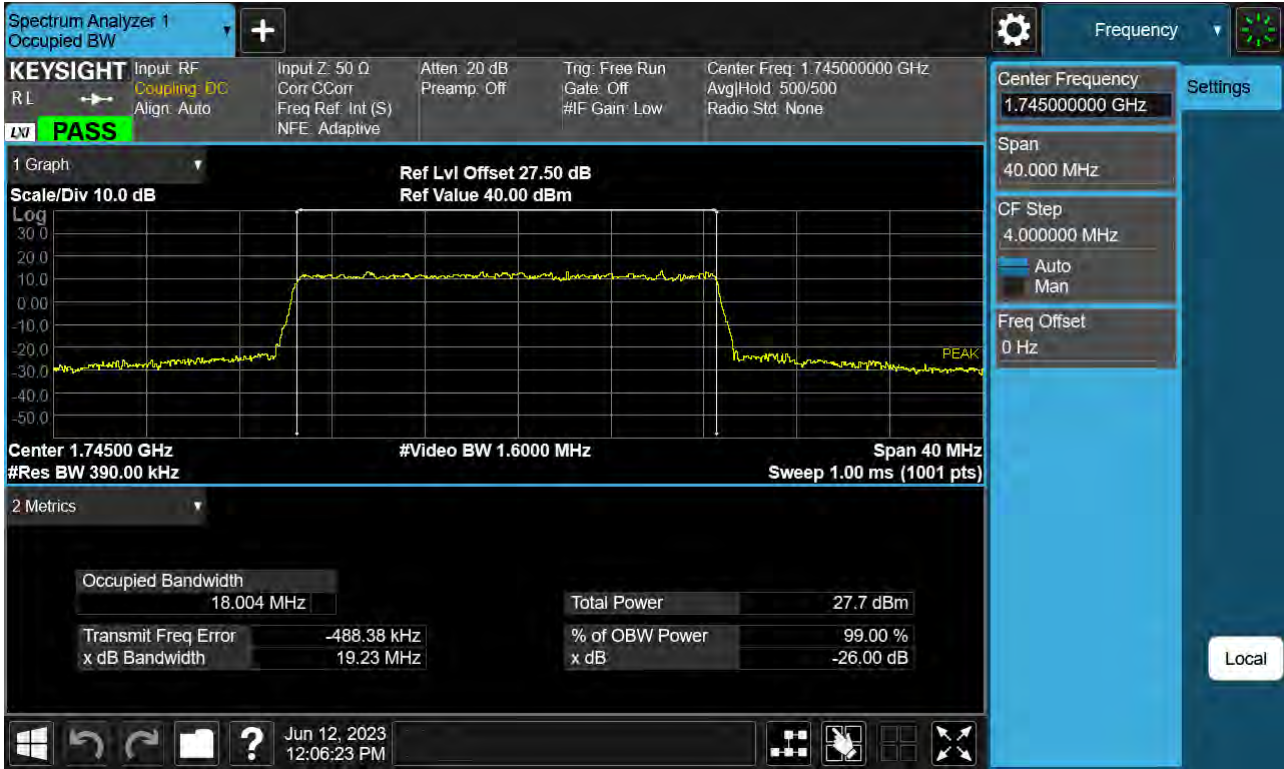 Spectrum Analyzer 1
Occupied BW
Frequency
KEYSIGHT
R L
LXI
PASS
Input: RF
Coupling: DC
Align: Auto
Input Z: 50 Ω
Corr CCorr
Freq Ref: Int (S)
NFE: Adaptive
Atten: 20 dB
Preamp: Off
Trig: Free Run
Gate: Off
#IF Gain: Low
Center Freq: 1.745000000 GHz
Avg|Hold: 500/500
Radio Std: None
1 Graph
Scale/Div 10.0 dB
Ref Lvl Offset 27.50 dB
Ref Value 40.00 dBm
Log
30.0
20.0
10.0
0.00
-10.0
-20.0
-30.0
-40.0
-50.0
PEAK
Center 1.74500 GHz
#Video BW 1.6000 MHz
Span 40 MHz
#Res BW 390.00 kHz
Sweep 1.00 ms (1001 pts)
2 Metrics
Occupied Bandwidth
18.004 MHz
Total Power 27.7 dBm
Transmit Freq Error -488.38 kHz
% of OBW Power 99.00 %
x dB Bandwidth 19.23 MHz
x dB -26.00 dB
Jun 12, 2023
12:06:23 PM
?
Center Frequency
1.745000000 GHz
Settings
Span
40.000 MHz
CF Step
4.000000 MHz
Auto
Man
Freq Offset
0 Hz
Local